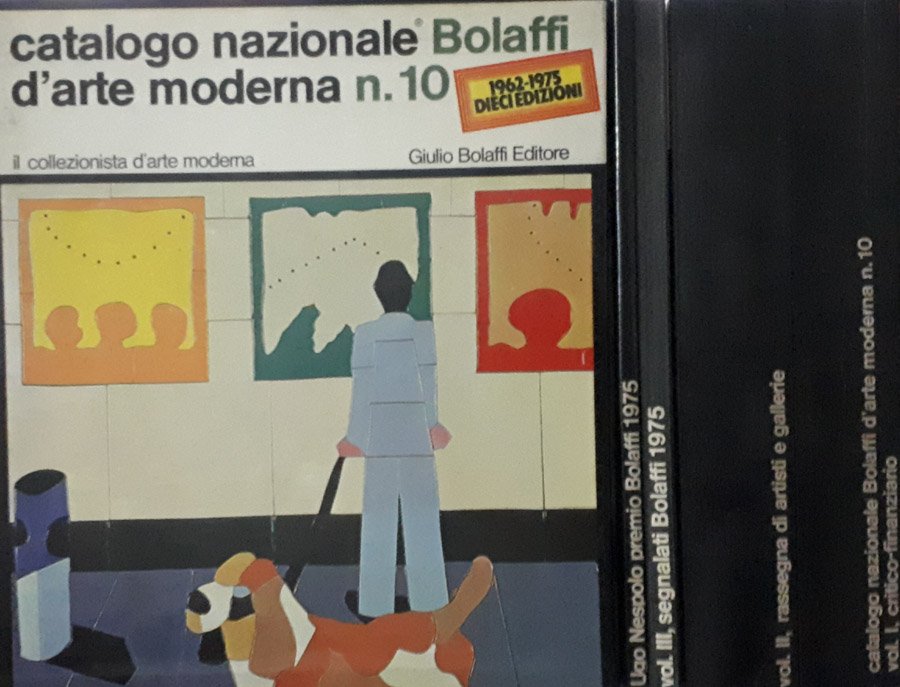 catalogo nazionale® Bolaffi
d'arte moderna n.10
1962-1975
DIECI EDIZIONI
il collezionista d'arte moderna
Giulio Bolaffi Editore
Ugo Nespolo premio Bolaffi 1975
vol. III, segnalati Bolaffi 1975
vol. II, rassegna di artisti e gallerie
catalogo nazionale Bolaffi d'arte moderna n.10
vol. I, critico-finanziario